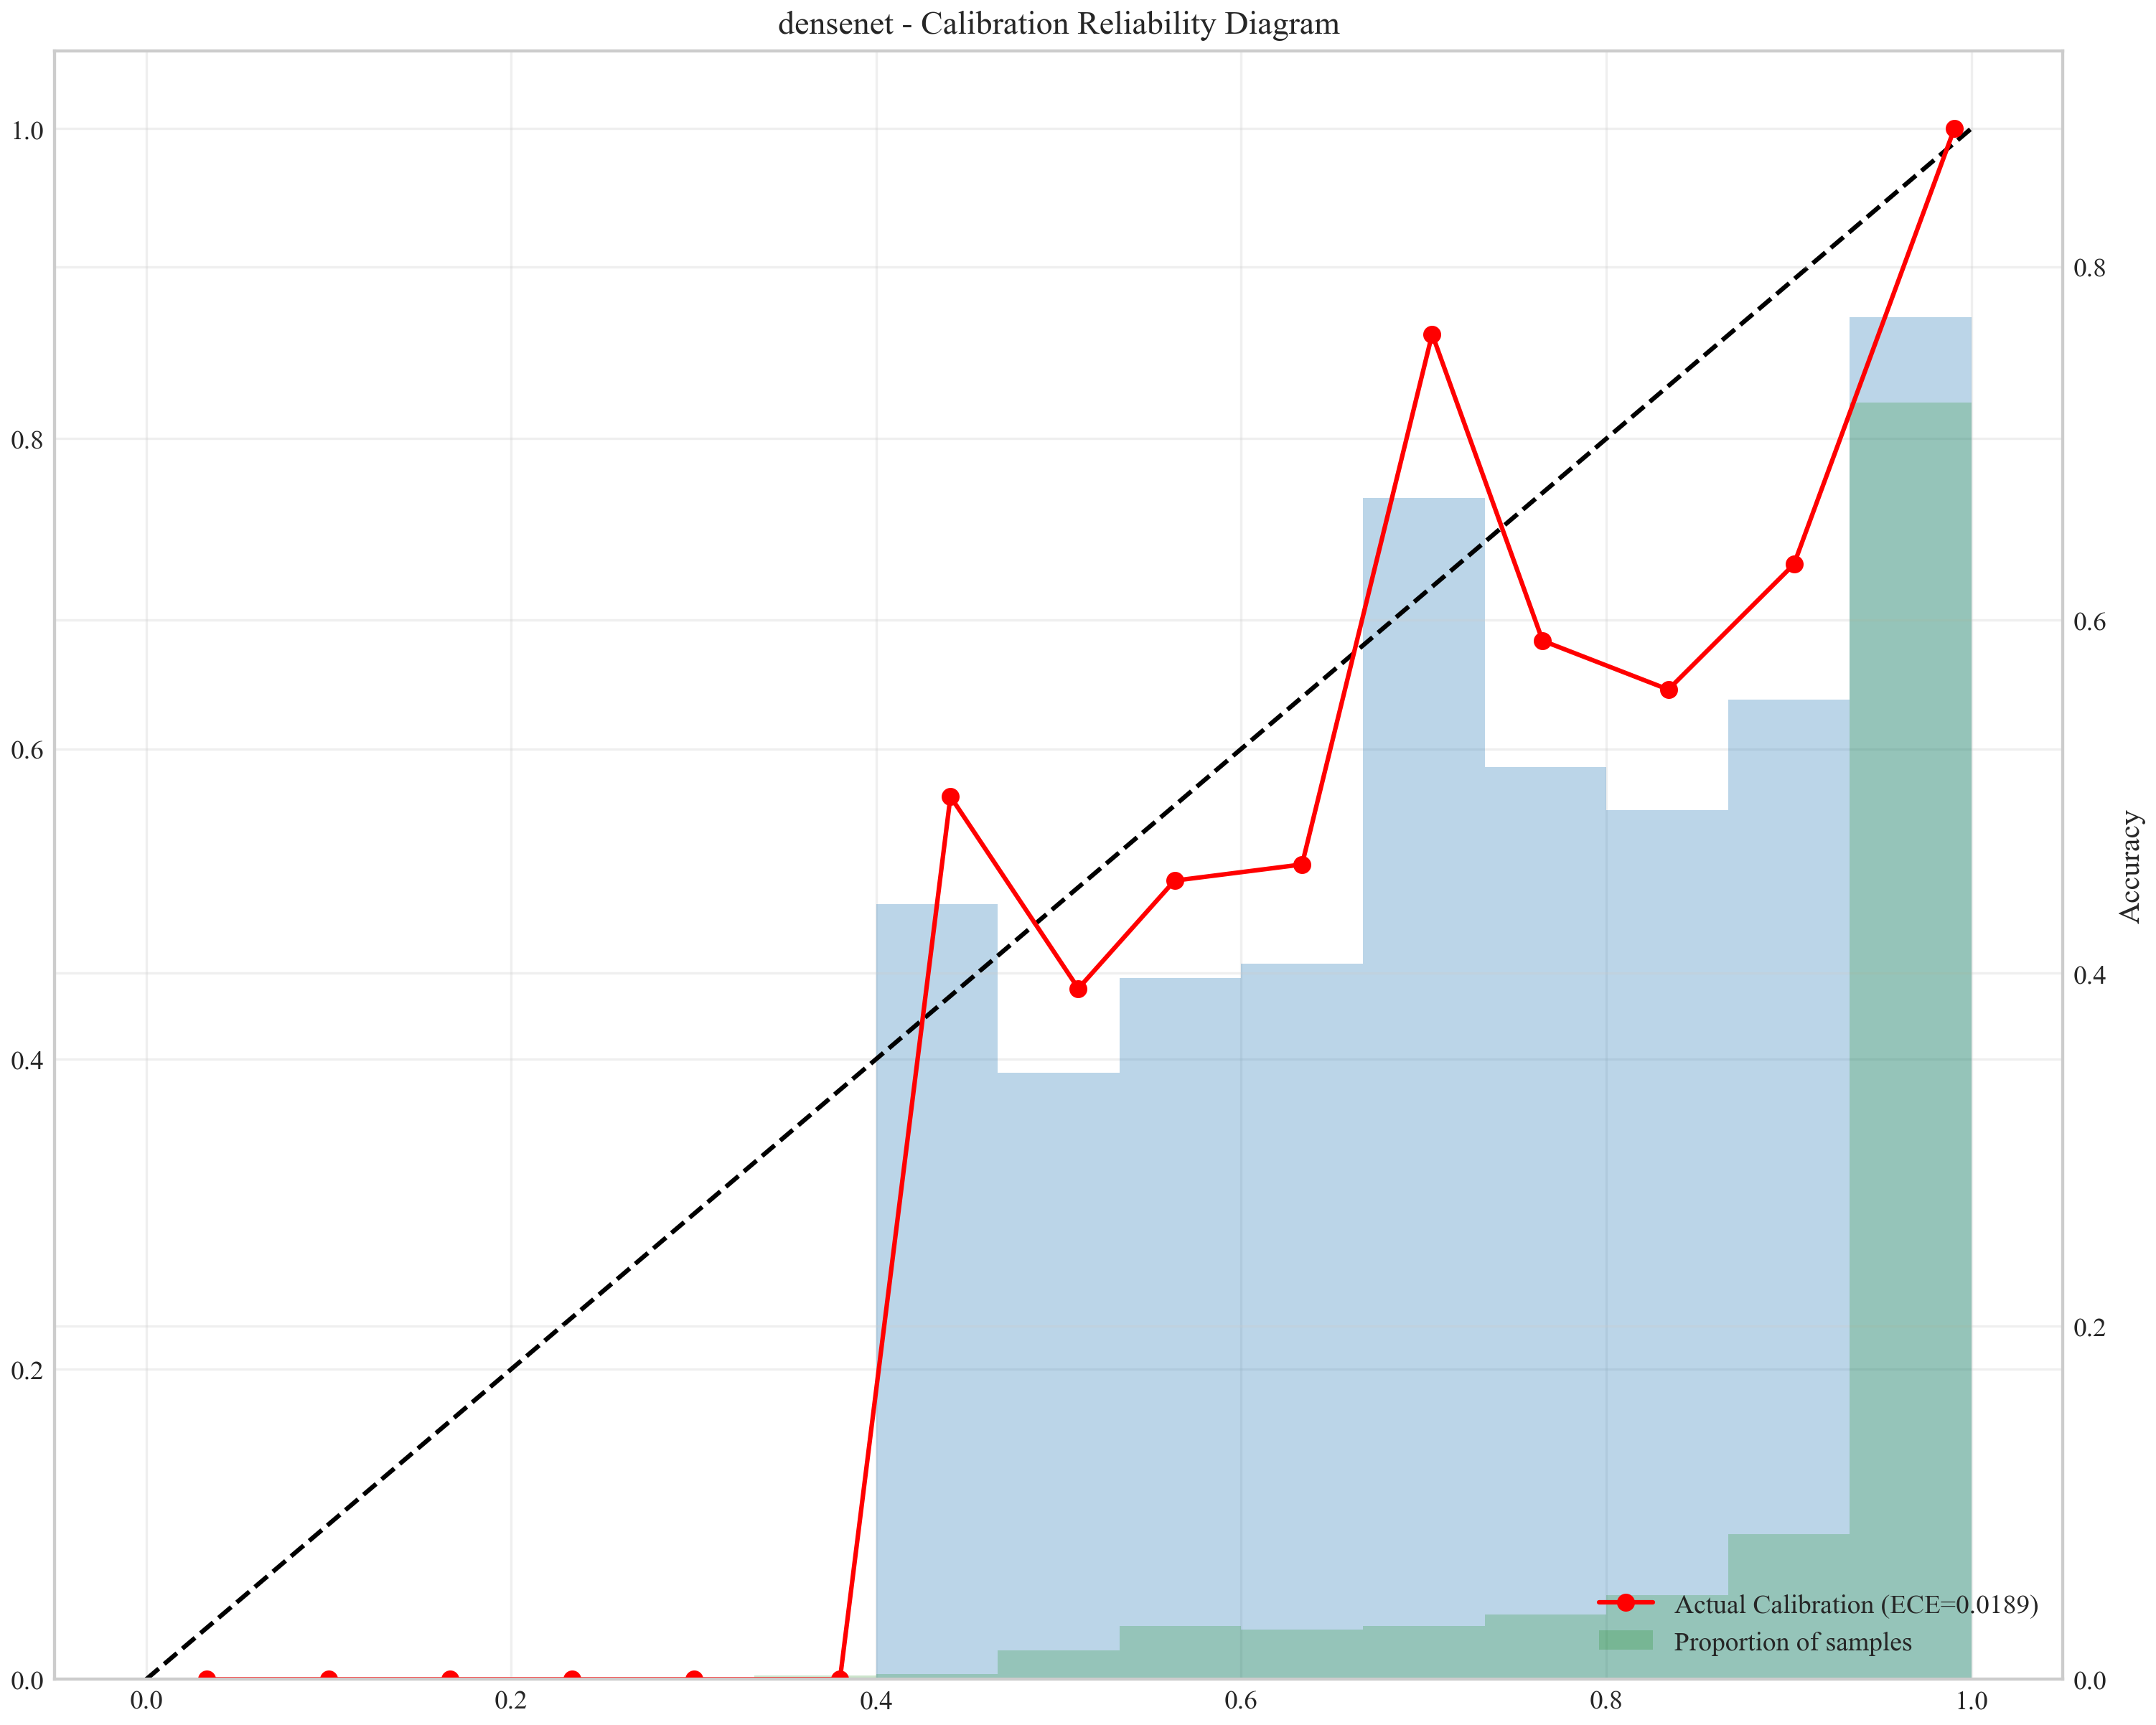 densenet - Calibration Reliability Diagram
1.0
0.8
0.6
0.4
0.2
0.0
0.8
0.6
0.4
0.2
0.0
Accuracy
Actual Calibration (ECE=0.0189)
Proportion of samples
0.0 0.2 0.4 0.6 0.8 1.0